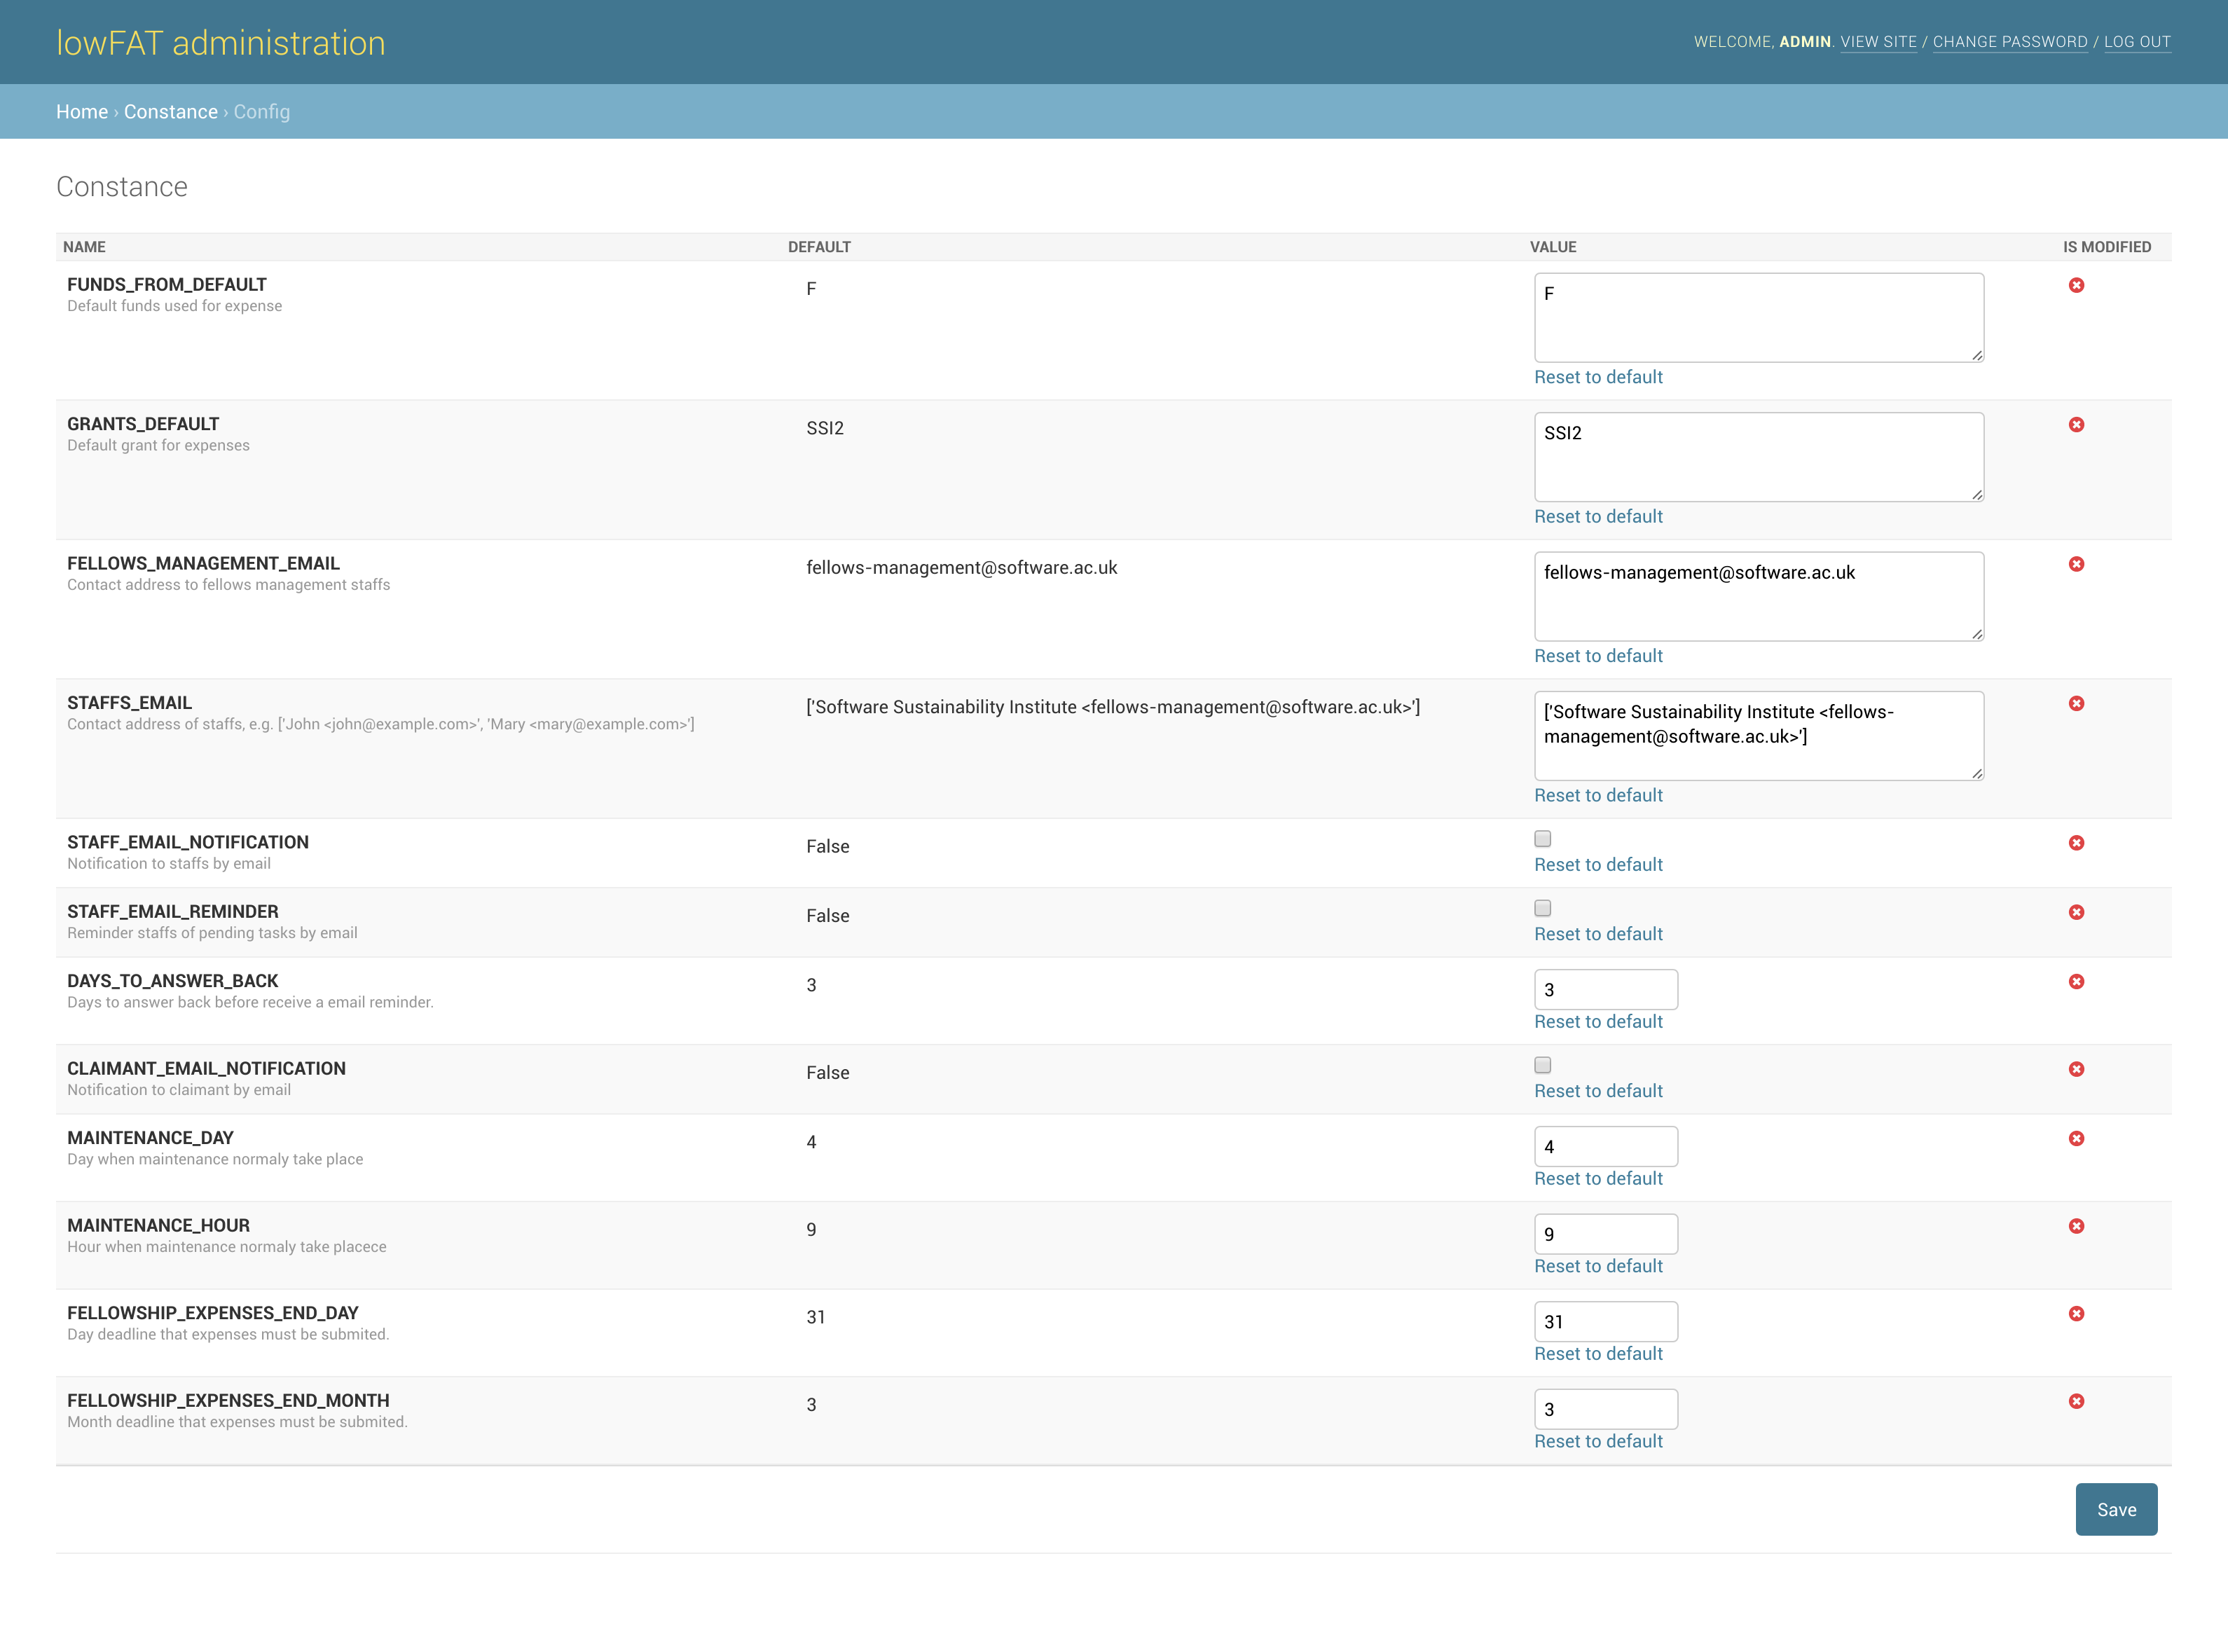 lowFAT administration
WELCOME, ADMIN. VIEW SITE / CHANGE PASSWORD / LOG OUT
Home › Constance › Config
Constance
NAME DEFAULT VALUE IS MODIFIED
FUNDS_FROM_DEFAULT
Default funds used for expense
F
F
Reset to default
GRANTS_DEFAULT
Default grant for expenses
SSI2
SSI2
Reset to default
FELLOWS_MANAGEMENT_EMAIL
Contact address to fellows management staffs
fellows-management@software.ac.uk
fellows-management@software.ac.uk
Reset to default
STAFFS_EMAIL
Contact address of staffs, e.g. ['John <john@example.com>', 'Mary <mary@example.com>']
['Software Sustainability Institute <fellows-management@software.ac.uk>']
['Software Sustainability Institute <fellows-
management@software.ac.uk>']
Reset to default
STAFF_EMAIL_NOTIFICATION
Notification to staffs by email
False
Reset to default
STAFF_EMAIL_REMINDER
Reminder staffs of pending tasks by email
False
Reset to default
DAYS_TO_ANSWER_BACK
Days to answer back before receive a email reminder.
3
3
Reset to default
CLAIMANT_EMAIL_NOTIFICATION
Notification to claimant by email
False
Reset to default
MAINTENANCE_DAY
Day when maintenance normaly take place
4
4
Reset to default
MAINTENANCE_HOUR
Hour when maintenance normaly take placece
9
9
Reset to default
FELLOWSHIP_EXPENSES_END_DAY
Day deadline that expenses must be submited.
31
31
Reset to default
FELLOWSHIP_EXPENSES_END_MONTH
Month deadline that expenses must be submited.
3
3
Reset to default
Save